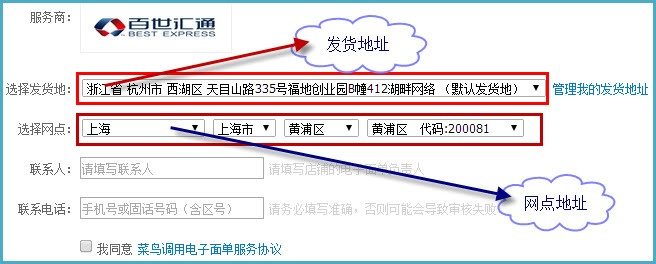 服务商:
百世汇通
BEST EXPRESS
发货地址
选择发货地: 浙江省 杭州市 西湖区 天目山路335号福地创业园B幢412湖畔网络 (默认发货地) 管理我的发货地址
选择网点: 上海 上海市 黄浦区 黄浦区 代码:200081
联系人: 请填写联系人 请填写店铺的电子面单负责人
网点地址
联系电话: 手机号或固话号码 (含区号) 请务必填写准确,否则可能会导致审核失败
我同意 菜鸟调用电子面单服务协议